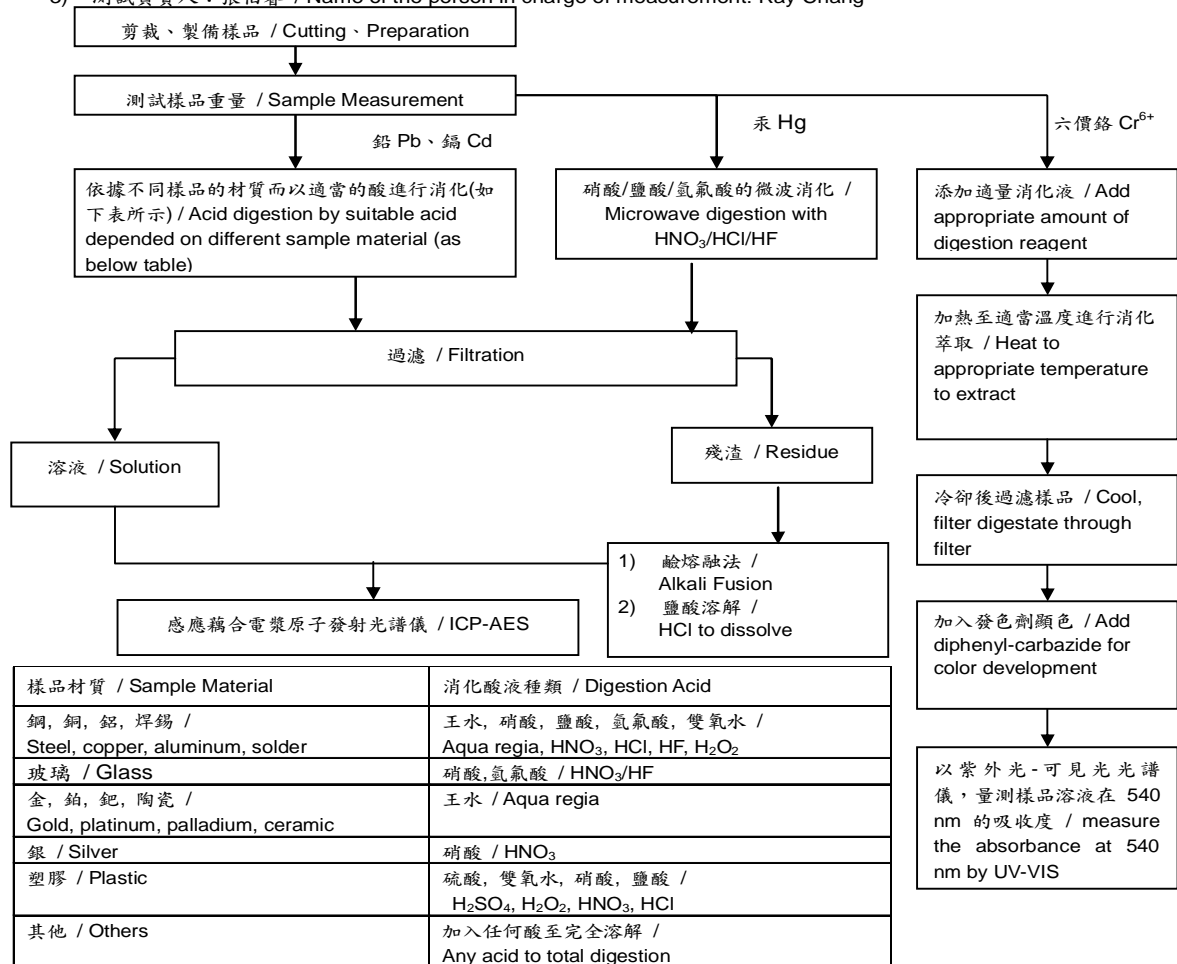 Name of the person in charge of measurement: Ray Chang
剪裁、製備樣品 / Cutting、Preparation
測試樣品重量 / Sample Measurement
鉛 Pb、鎘 Cd
汞 Hg
六價鉻 Cr⁶⁺
依據不同樣品的材質而以適當的酸進行消化(如
下表所示) / Acid digestion by suitable acid
depended on different sample material (as
below table)
硝酸/鹽酸/氫氟酸的微波消化 /
Microwave digestion with
HNO₃/HCl/HF
添加適量消化液 / Add
appropriate amount of
digestion reagent
過濾 / Filtration
加熱至適當溫度進行消化
萃取 / Heat to
appropriate temperature
to extract
溶液 / Solution
殘渣 / Residue
冷卻後過濾樣品 / Cool,
filter digestate through
filter
1) 鹼熔融法 /
Alkali Fusion
2) 鹽酸溶解 /
HCl to dissolve
感應藕合電漿原子發射光譜儀 / ICP-AES
加入發色劑顯色 / Add
diphenyl-carbazide for
color development
以紫外光-可見光光譜
儀，量測樣品溶液在 540
nm 的吸收度 / measure
the absorbance at 540
nm by UV-VIS
樣品材質 / Sample Material
消化酸液種類 / Digestion Acid
鋼, 銅, 鋁, 焊錫 /
Steel, copper, aluminum, solder
王水, 硝酸, 鹽酸, 氫氟酸, 雙氧水 /
Aqua regia, HNO₃, HCl, HF, H₂O₂
玻璃 / Glass
硝酸,氫氟酸 / HNO₃/HF
金, 鉑, 鈀, 陶瓷 /
Gold, platinum, palladium, ceramic
王水 / Aqua regia
銀 / Silver
硝酸 / HNO₃
塑膠 / Plastic
硫酸, 雙氧水, 硝酸, 鹽酸 /
H₂SO₄, H₂O₂, HNO₃, HCl
其他 / Others
加入任何酸至完全溶解 /
Any acid to total digestion